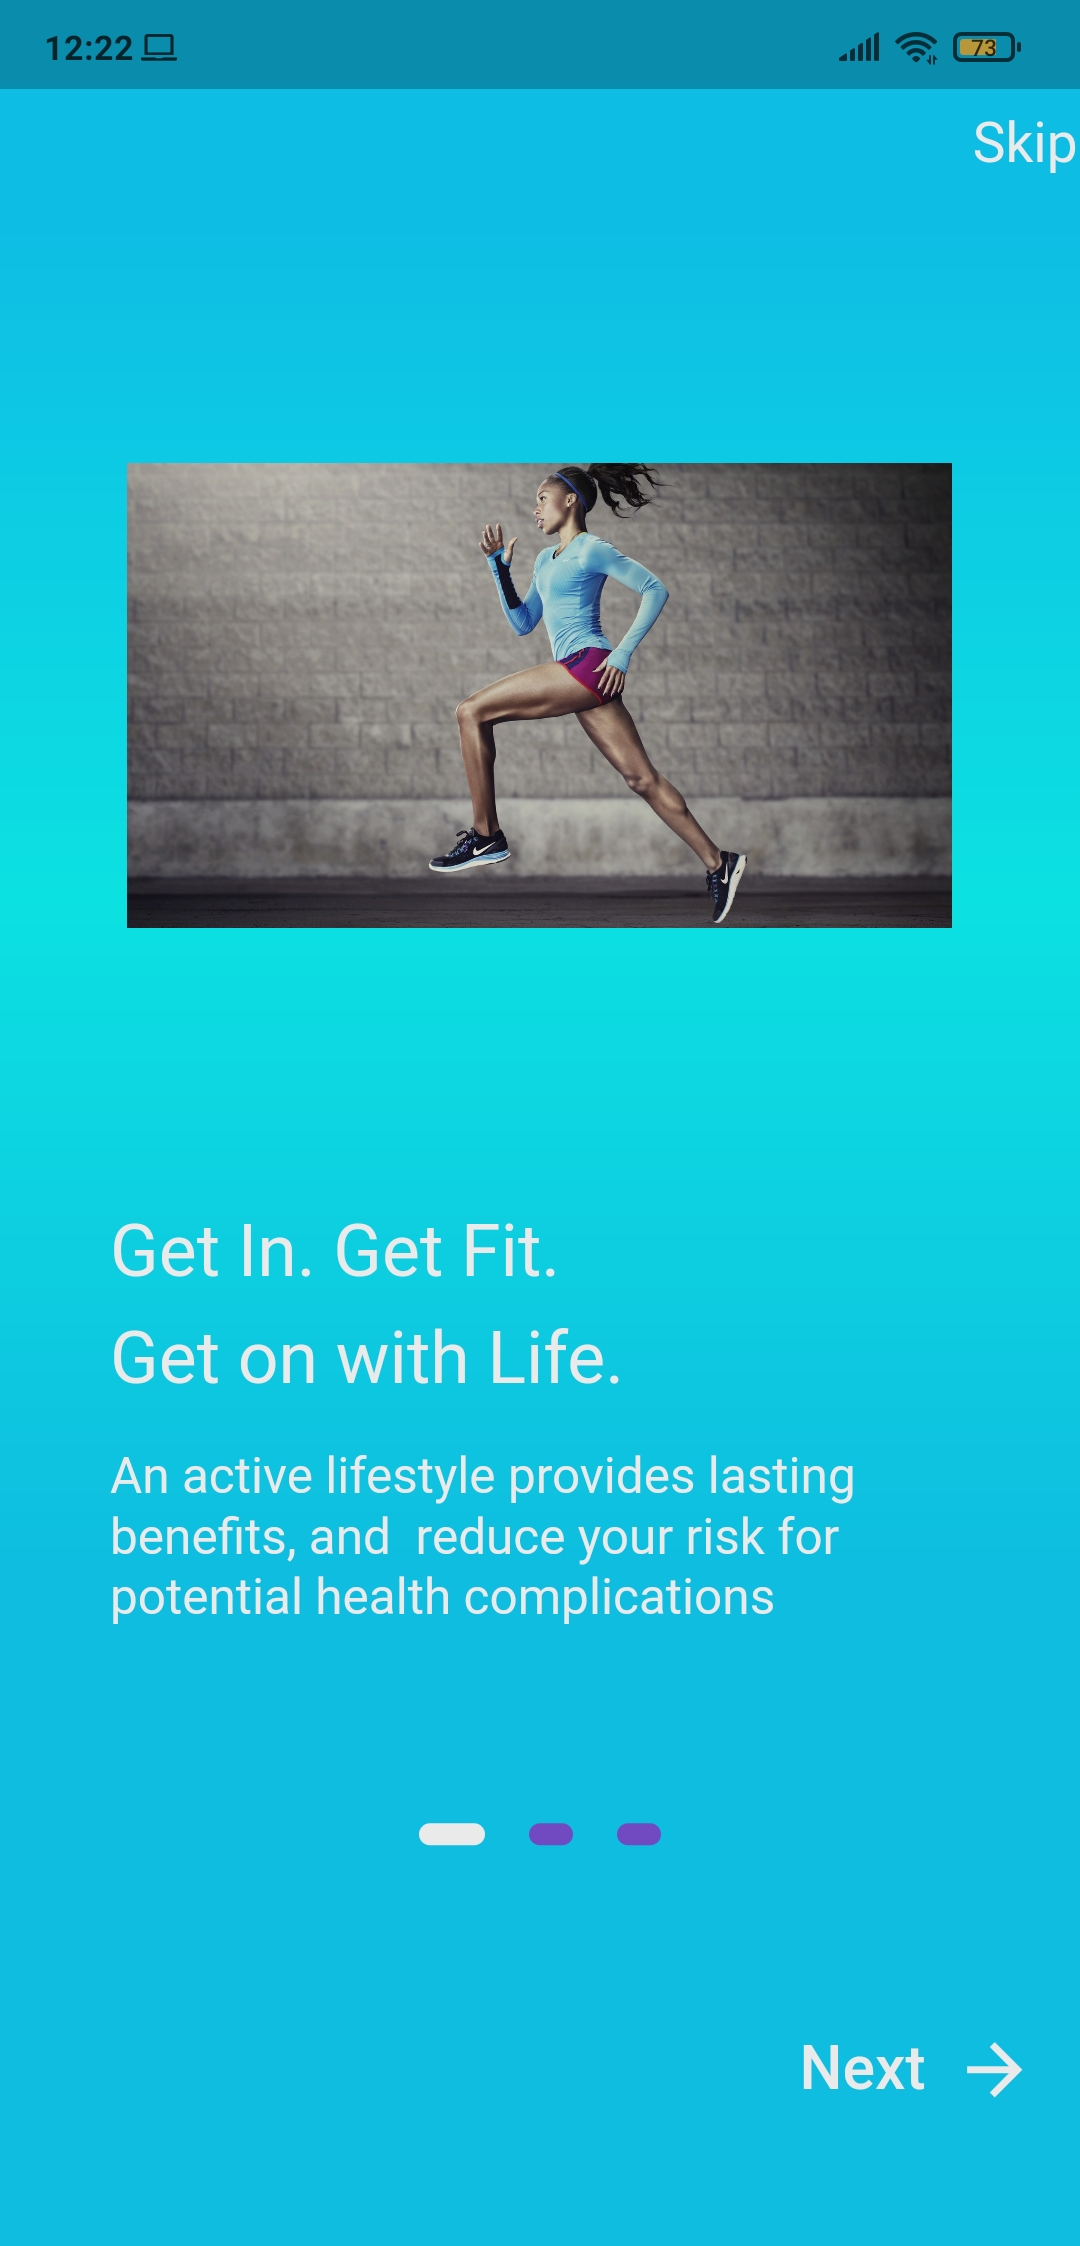 12:22
73
Skip
Get In. Get Fit.
Get on with Life.
An active lifestyle provides lasting
benefits, and  reduce your risk for
potential health complications
Next